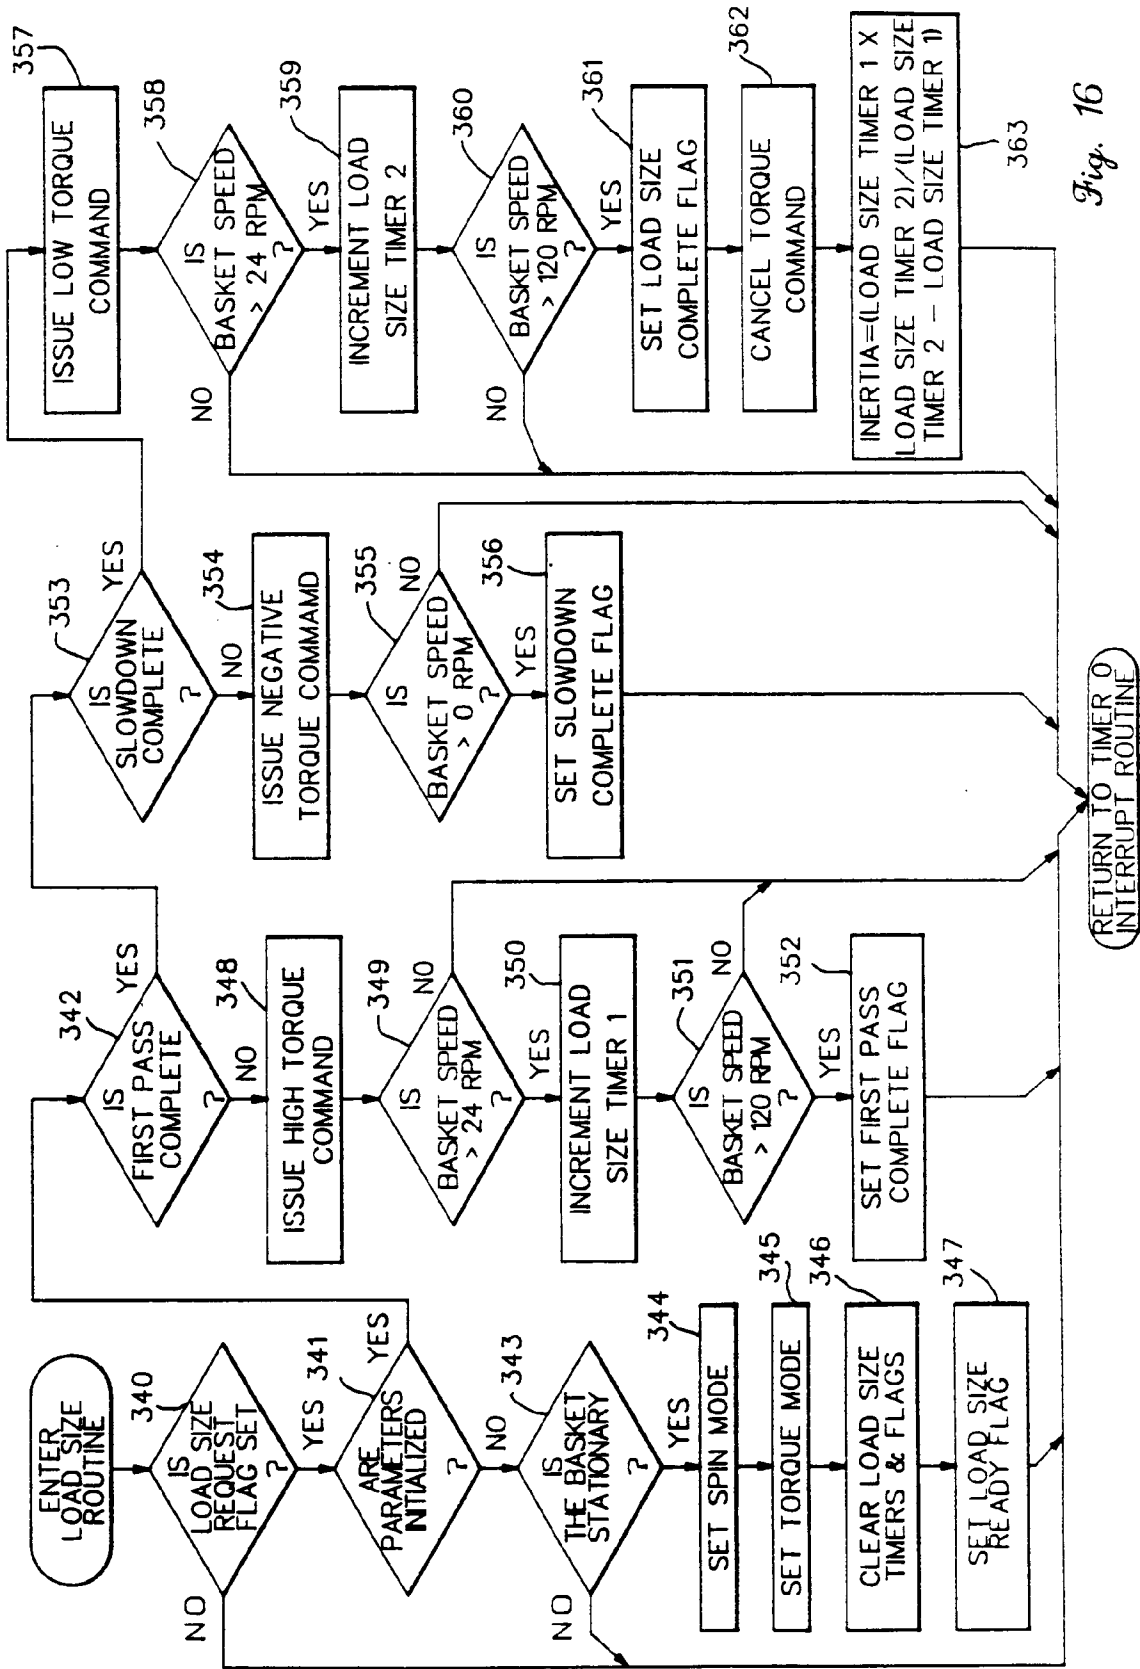 ENTER
LOAD SIZE
ROUTINE
340
IS
LOAD SIZE
REQUEST
FLAG SET
?
NO
YES
341
ARE
PARAMETERS
INITIALIZED
?
YES
NO
343
IS
THE BASKET
STATIONARY
?
NO
YES
344
SET SPIN MODE
345
SET TORQUE MODE
346
CLEAR LOAD SIZE
TIMERS & FLAGS
347
SET LOAD SIZE
READY FLAG
342
IS
FIRST PASS
COMPLETE
?
YES
NO
348
ISSUE HIGH TORQUE
COMMAND
349
IS
BASKET SPEED
> 24 RPM
?
NO
YES
350
INCREMENT LOAD
SIZE TIMER 1
351
IS
BASKET SPEED
> 120 RPM
?
NO
YES
352
SET FIRST PASS
COMPLETE FLAG
353
IS
SLOWDOWN
COMPLETE
?
YES
NO
354
ISSUE NEGATIVE
TORQUE COMMAMD
355
IS
BASKET SPEED
> 0 RPM
?
NO
YES
356
SET SLOWDOWN
COMPLETE FLAG
357
ISSUE LOW TORQUE
COMMAND
358
IS
BASKET SPEED
> 24 RPM
?
NO
YES
359
INCREMENT LOAD
SIZE TIMER 2
360
IS
BASKET SPEED
> 120 RPM
?
NO
YES
361
SET LOAD SIZE
COMPLETE FLAG
362
CANCEL TORQUE
COMMAND
INERTIA=(LOAD SIZE TIMER 1 X
LOAD SIZE TIMER 2)/(LOAD SIZE
TIMER 2 – LOAD SIZE TIMER 1)
363
RETURN TO TIMER 0
INTERRUPT ROUTINE
Fig. 16